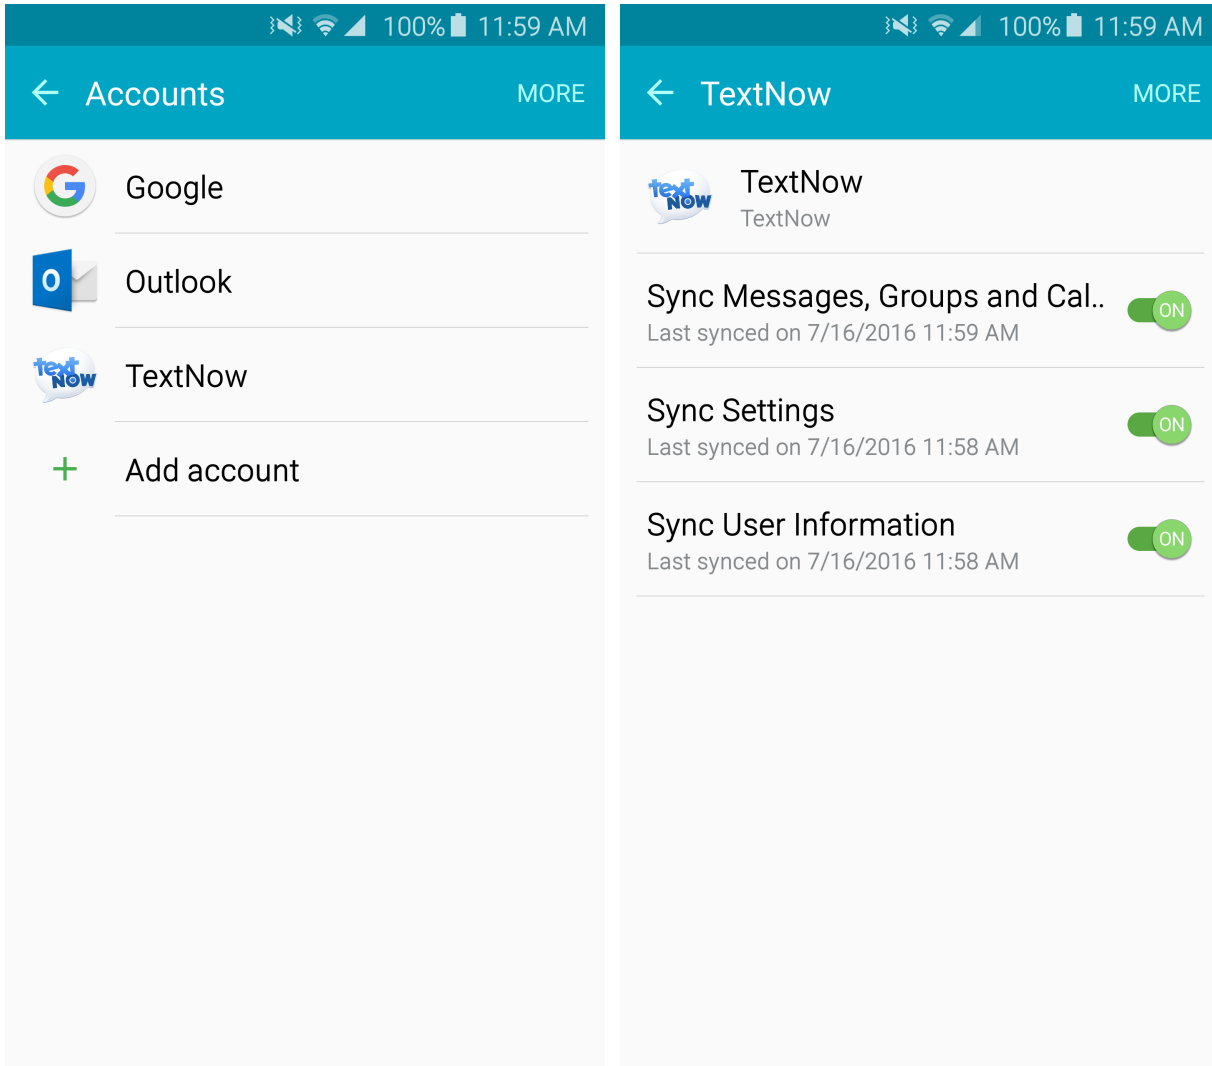 100% 11:59 AM
Accounts MORE
Google
Outlook
text NOW TextNow
Add account
100% 11:59 AM
TextNow MORE
text NOW TextNow
TextNow
Sync Messages, Groups and Cal..
Last synced on 7/16/2016 11:59 AM
ON
Sync Settings
Last synced on 7/16/2016 11:58 AM
ON
Sync User Information
Last synced on 7/16/2016 11:58 AM
ON